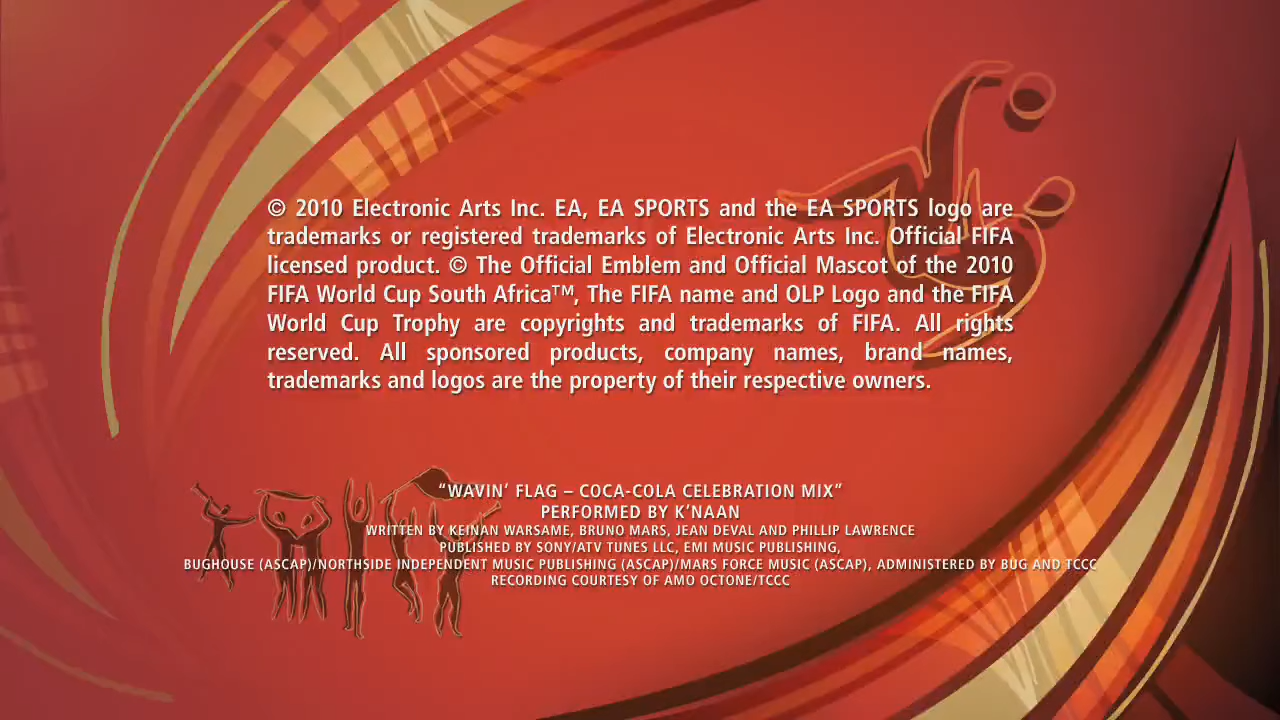 © 2010 Electronic Arts Inc. EA, EA SPORTS and the EA SPORTS logo are
trademarks or registered trademarks of Electronic Arts Inc. Official FIFA
licensed product. © The Official Emblem and Official Mascot of the 2010
FIFA World Cup South Africa™, The FIFA name and OLP Logo and the FIFA
World Cup Trophy are copyrights and trademarks of FIFA. All rights
reserved. All sponsored products, company names, brand names,
trademarks and logos are the property of their respective owners.
“WAVIN’ FLAG – COCA-COLA CELEBRATION MIX”
PERFORMED BY K’NAAN
WRITTEN BY KEINAN WARSAME, BRUNO MARS, JEAN DEVAL AND PHILLIP LAWRENCE
PUBLISHED BY SONY/ATV TUNES LLC, EMI MUSIC PUBLISHING,
BUGHOUSE (ASCAP)/NORTHSIDE INDEPENDENT MUSIC PUBLISHING (ASCAP)/MARS FORCE MUSIC (ASCAP), ADMINISTERED BY BUG AND TCCC
RECORDING COURTESY OF AMO OCTONE/TCCC